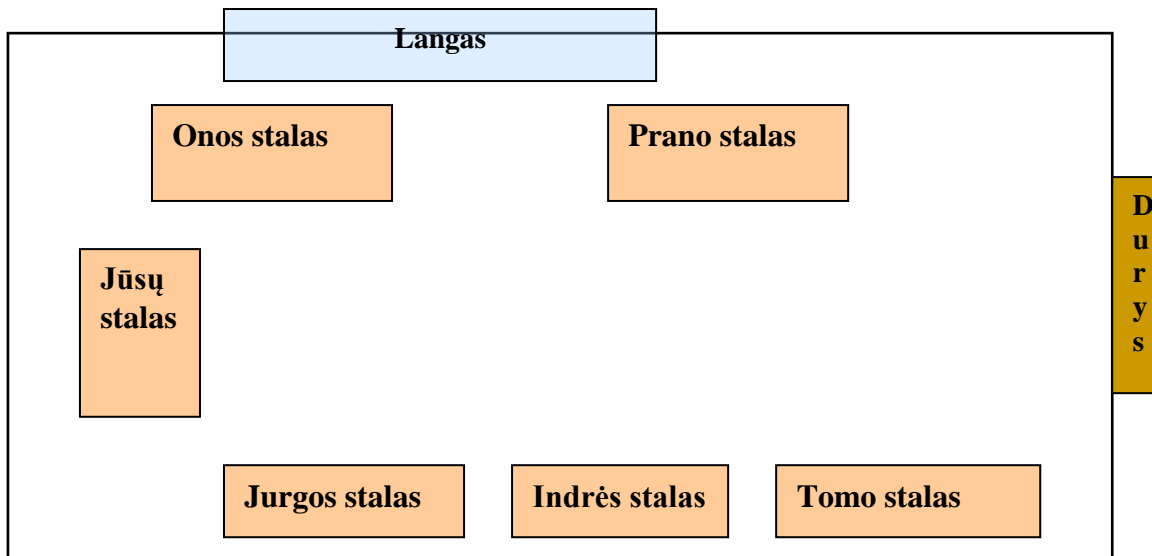 Langas
Onos stalas
Prano stalas
D
u
r
y
s
Jūsų
stalas
Jurgos stalas
Indrės stalas
Tomo stalas